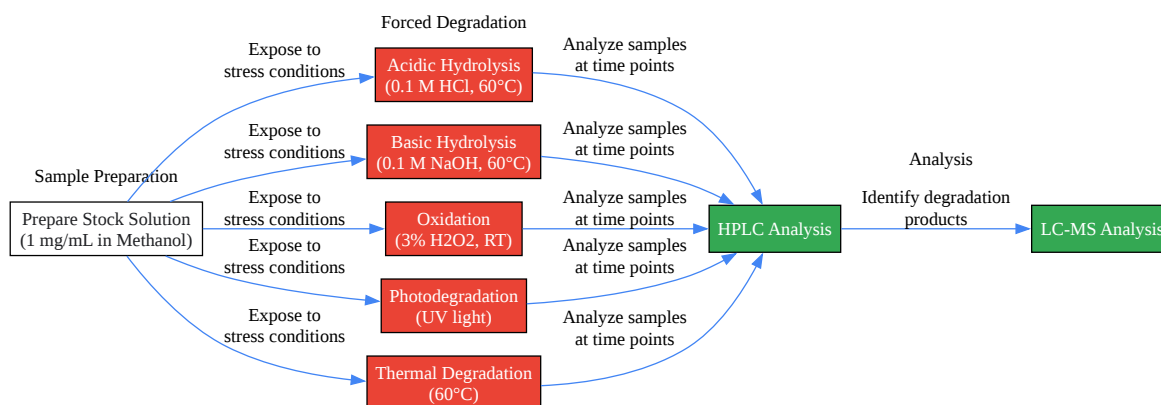 Forced Degradation
Expose to
stress conditions
Acidic Hydrolysis
(0.1 M HCl, 60°C)
Analyze samples
at time points
Expose to
stress conditions
Basic Hydrolysis
(0.1 M NaOH, 60°C)
Analyze samples
at time points
Sample Preparation
Prepare Stock Solution
(1 mg/mL in Methanol)
Expose to
stress conditions
Oxidation
(3% H2O2, RT)
Analyze samples
at time points
Expose to
stress conditions
Photodegradation
(UV light)
Analyze samples
at time points
Expose to
stress conditions
Thermal Degradation
(60°C)
Analyze samples
at time points
HPLC Analysis
Analysis
Identify degradation
products
LC-MS Analysis